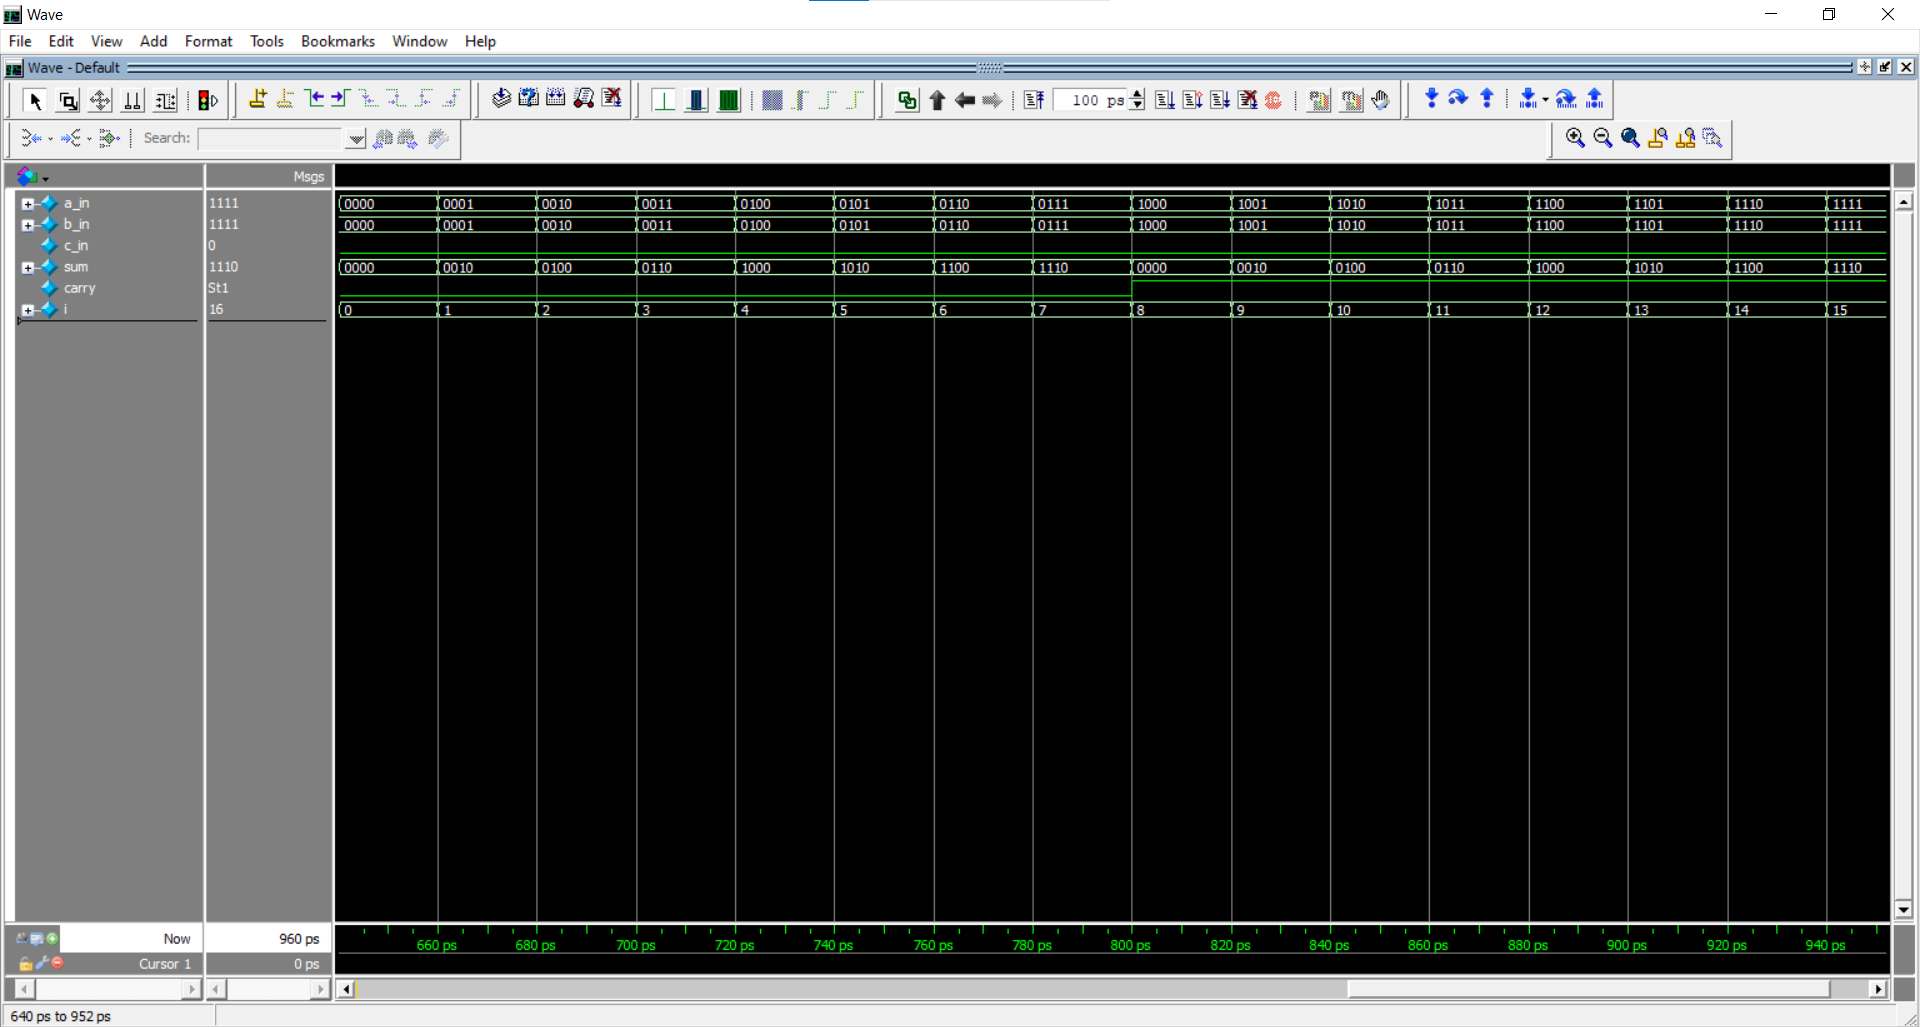 Wave
File Edit View Add Format Tools Bookmarks Window Help
Wave - Default
100 ps
Search:
Msgs
a_in 1111 0000 0001 0010 0011 0100 0101 0110 0111 1000 1001 1010 1011 1100 1101 1110 1111
b_in 1111 0000 0001 0010 0011 0100 0101 0110 0111 1000 1001 1010 1011 1100 1101 1110 1111
c_in 0
sum 1110 0000 0010 0100 0110 1000 1010 1100 1110 0000 0010 0100 0110 1000 1010 1100 1110
carry St1
i 16 0 1 2 3 4 5 6 7 8 9 10 11 12 13 14 15
Now 960 ps 660 ps 680 ps 700 ps 720 ps 740 ps 760 ps 780 ps 800 ps 820 ps 840 ps 860 ps 880 ps 900 ps 920 ps 940 ps
Cursor 1 0 ps
640 ps to 952 ps